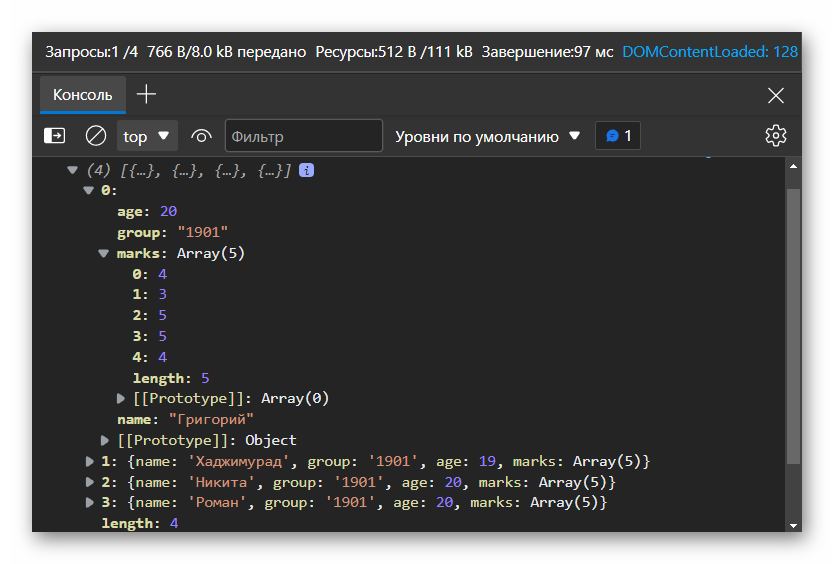 Запросы:1 /4 766 B/8.0 kB передано Ресурсы:512 B /111 kB Завершение:97 мс DOMContentLoaded: 128
Консоль
top Фильтр Уровни по умолчанию 1
(4) [{…}, {…}, {…}, {…}] i
0:
age: 20
group: "1901"
marks: Array(5)
0: 4
1: 3
2: 5
3: 5
4: 4
length: 5
[[Prototype]]: Array(0)
name: "Григорий"
[[Prototype]]: Object
1: {name: 'Хаджимурад', group: '1901', age: 19, marks: Array(5)}
2: {name: 'Никита', group: '1901', age: 20, marks: Array(5)}
3: {name: 'Роман', group: '1901', age: 20, marks: Array(5)}
length: 4